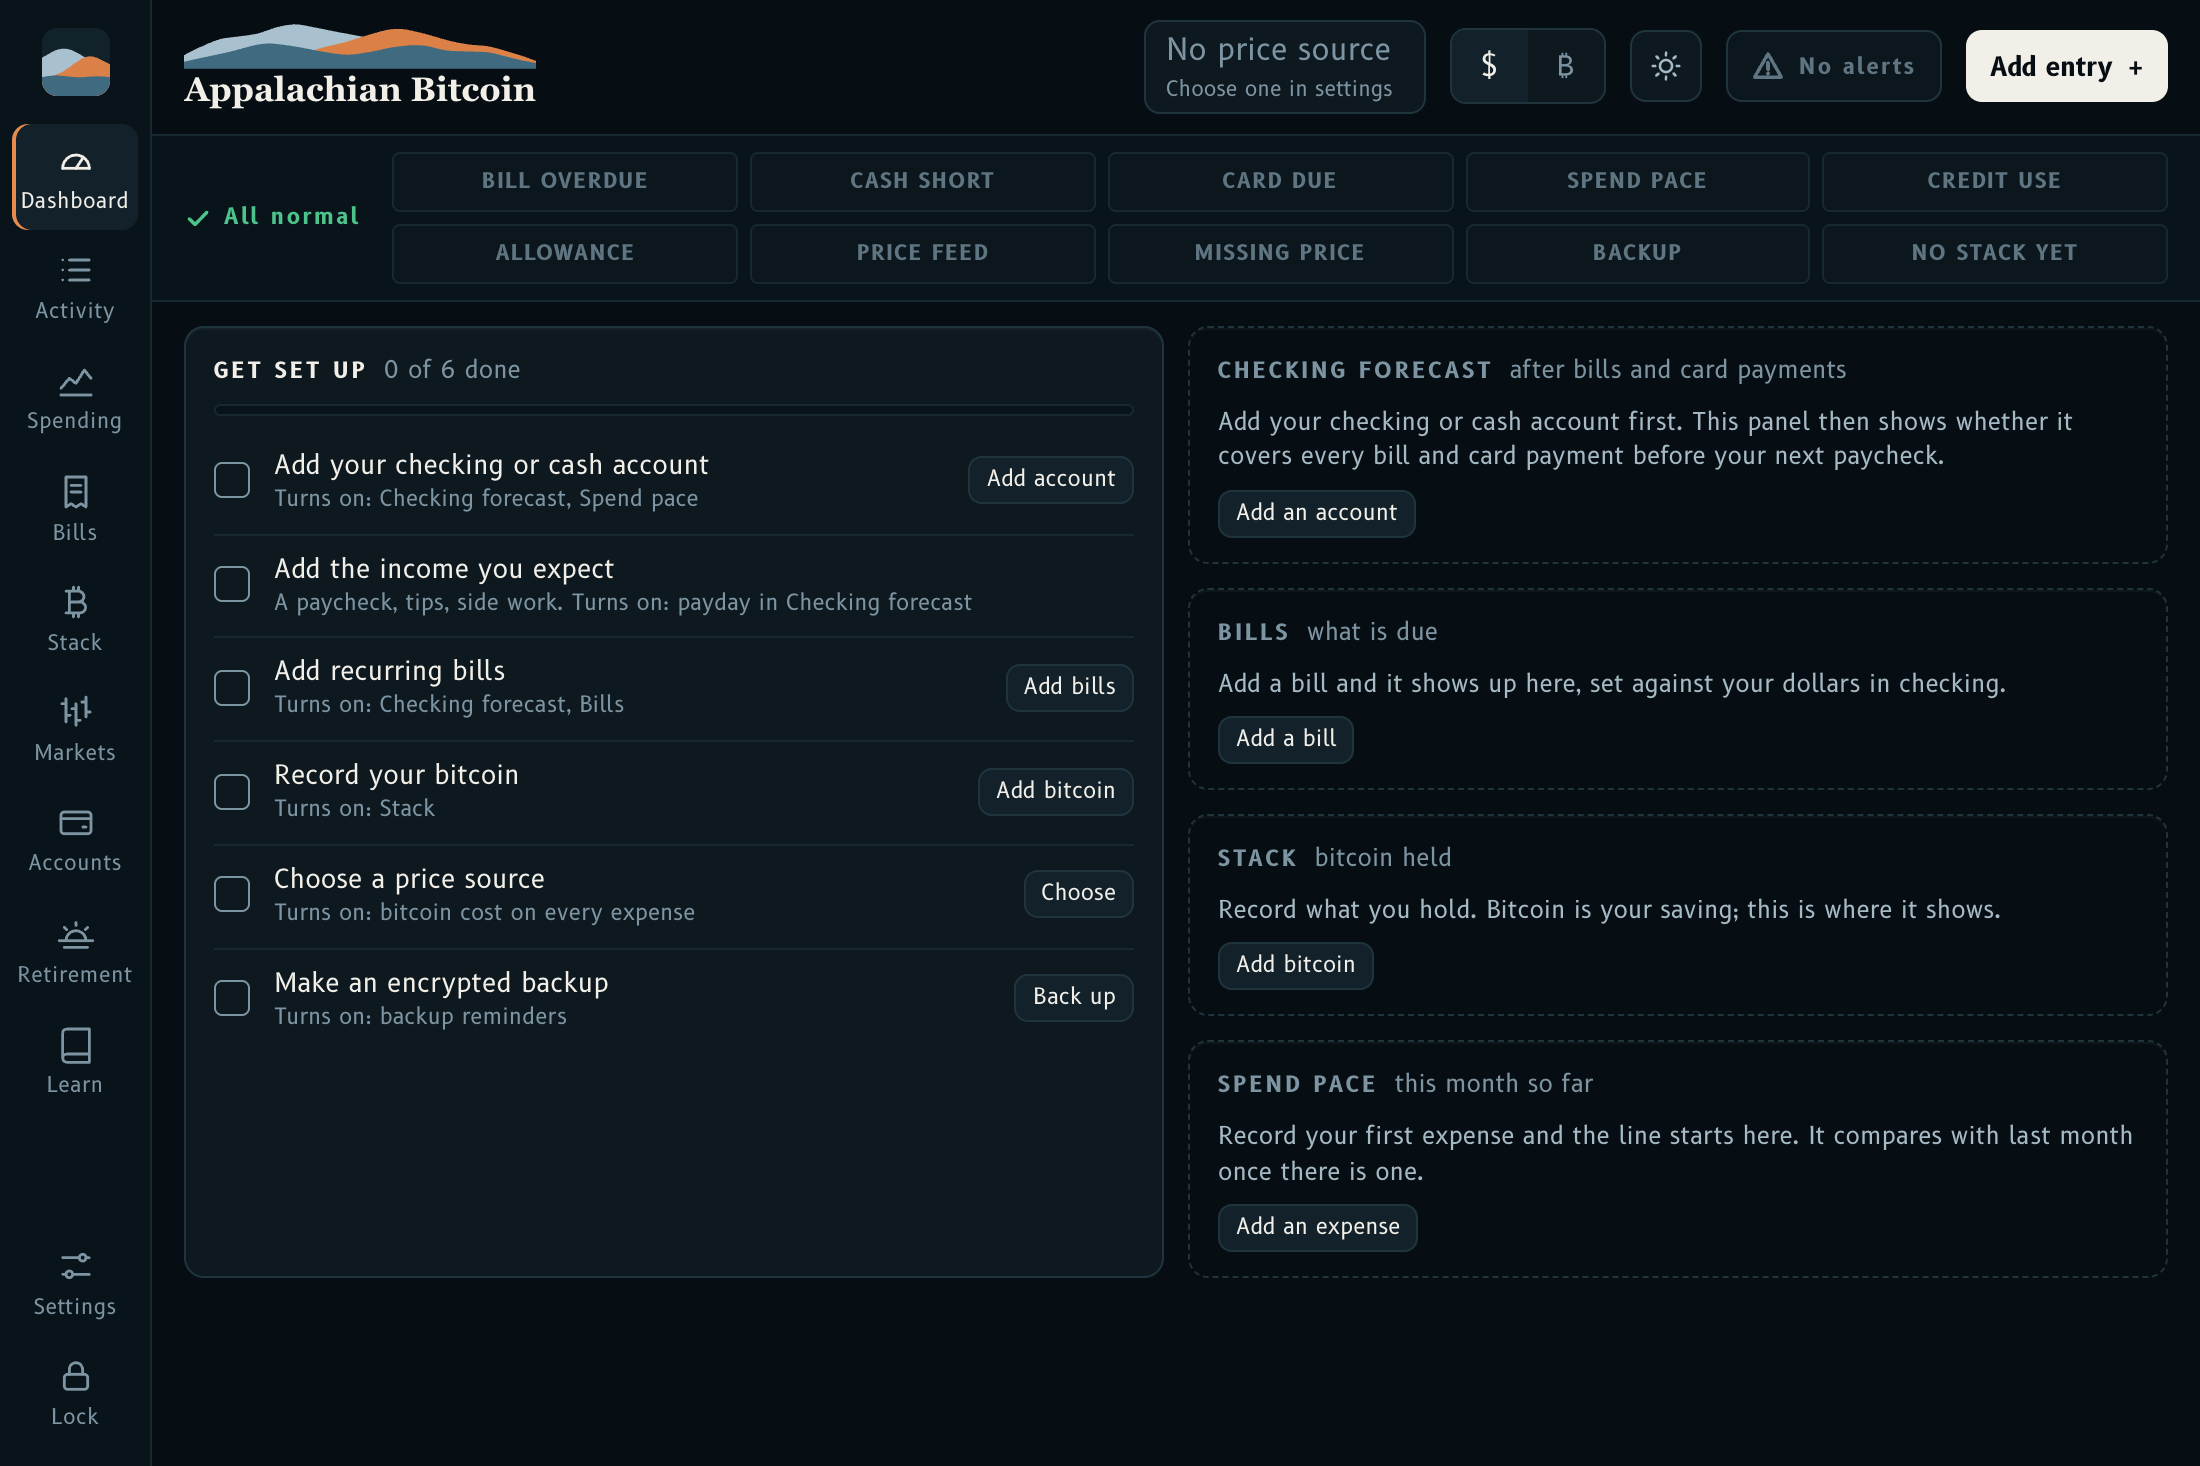 Appalachian Bitcoin
No price source
Choose one in settings
$
₿
No alerts
Add entry +
Dashboard
Activity
Spending
Bills
Stack
Markets
Accounts
Retirement
Learn
Settings
Lock
All normal
BILL OVERDUE
CASH SHORT
CARD DUE
SPEND PACE
CREDIT USE
ALLOWANCE
PRICE FEED
MISSING PRICE
BACKUP
NO STACK YET
GET SET UP 0 of 6 done
Add your checking or cash account
Turns on: Checking forecast, Spend pace
Add account
Add the income you expect
A paycheck, tips, side work. Turns on: payday in Checking forecast
Add recurring bills
Turns on: Checking forecast, Bills
Add bills
Record your bitcoin
Turns on: Stack
Add bitcoin
Choose a price source
Turns on: bitcoin cost on every expense
Choose
Make an encrypted backup
Turns on: backup reminders
Back up
CHECKING FORECAST after bills and card payments
Add your checking or cash account first. This panel then shows whether it
covers every bill and card payment before your next paycheck.
Add an account
BILLS what is due
Add a bill and it shows up here, set against your dollars in checking.
Add a bill
STACK bitcoin held
Record what you hold. Bitcoin is your saving; this is where it shows.
Add bitcoin
SPEND PACE this month so far
Record your first expense and the line starts here. It compares with last month
once there is one.
Add an expense